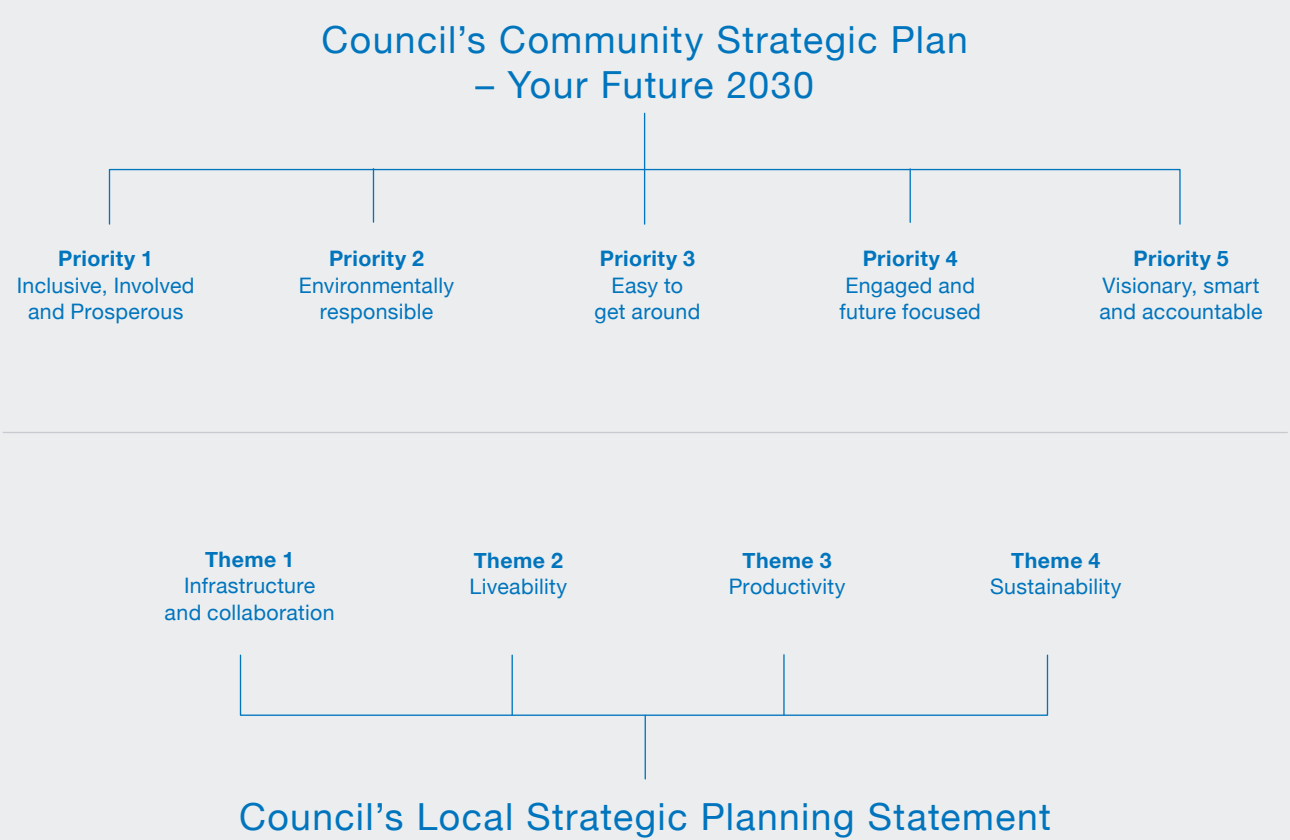 Council’s Community Strategic Plan
– Your Future 2030
Priority 1
Inclusive, Involved
and Prosperous
Priority 2
Environmentally
responsible
Priority 3
Easy to
get around
Priority 4
Engaged and
future focused
Priority 5
Visionary, smart
and accountable
Theme 1
Infrastructure
and collaboration
Theme 2
Liveability
Theme 3
Productivity
Theme 4
Sustainability
Council’s Local Strategic Planning Statement